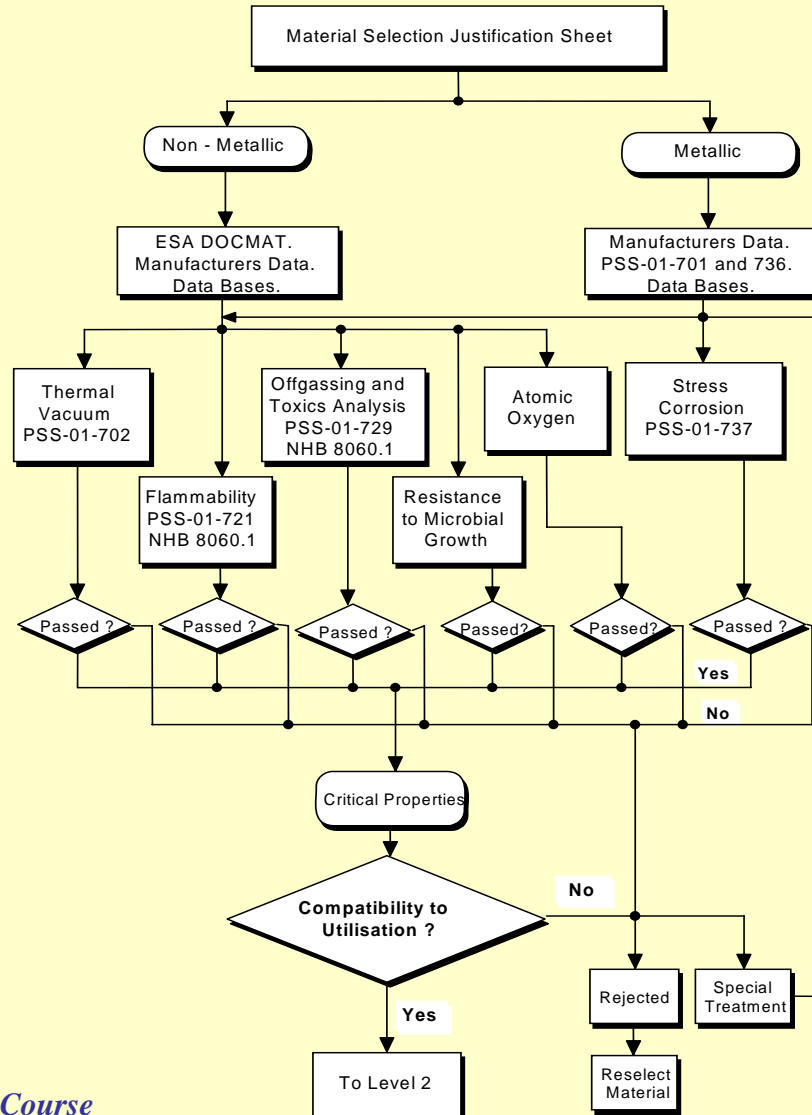 Material Selection Justification Sheet
Non - Metallic
Metallic
ESA DOCMAT.
Manufacturers Data.
Data Bases.
Manufacturers Data.
PSS-01-701 and 736.
Data Bases.
Thermal
Vacuum
PSS-01-702
Flammability
PSS-01-721
NHB 8060.1
Offgassing and
Toxics Analysis
PSS-01-729
NHB 8060.1
Resistance
to Microbial
Growth
Atomic
Oxygen
Stress
Corrosion
PSS-01-737
Passed ?
Passed ?
Passed ?
Passed?
Passed?
Passed ?
Yes
No
Critical Properties
Compatibility to
Utilisation ?
No
Yes
Rejected
Special
Treatment
To Level 2
Reselect
Material
Course